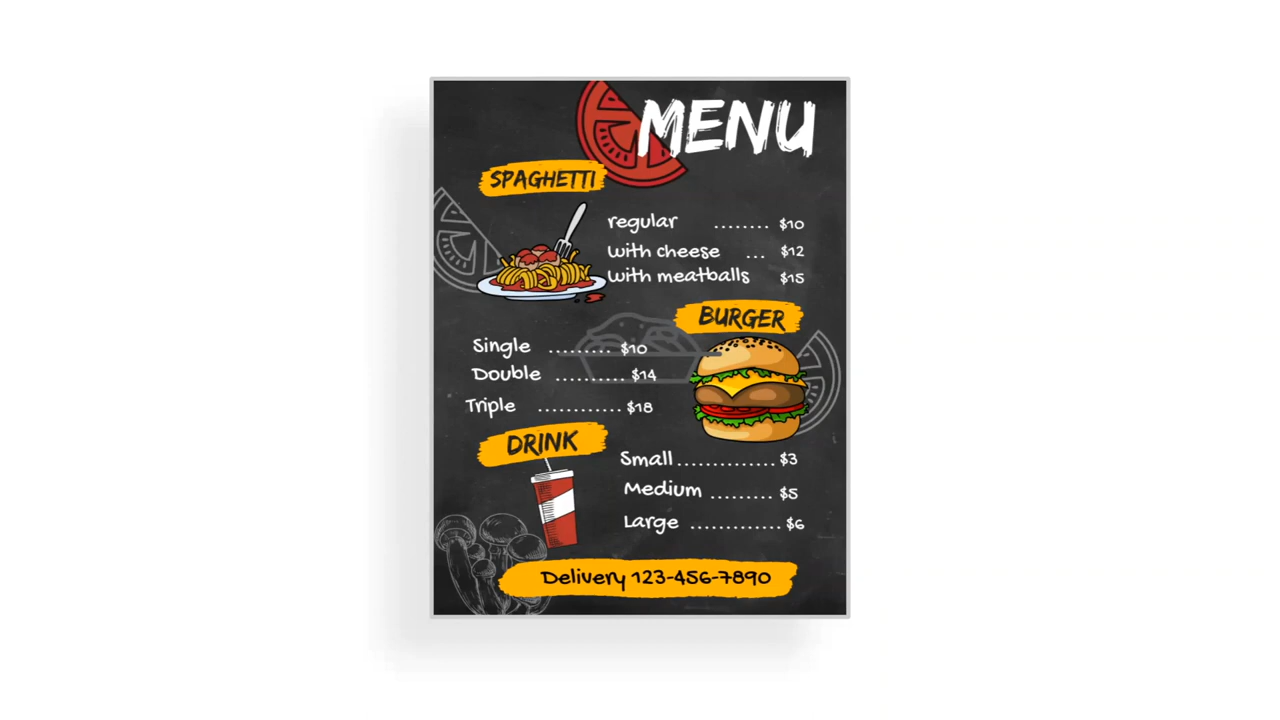 MENU
SPAGHETTI
regular ........ $10
with cheese ... $12
with meatballs $15
BURGER
Single ......... $10
Double .......... $14
Triple ............ $18
DRINK
Small.............. $3
Medium ......... $5
Large ............. $6
Delivery 123-456-7890